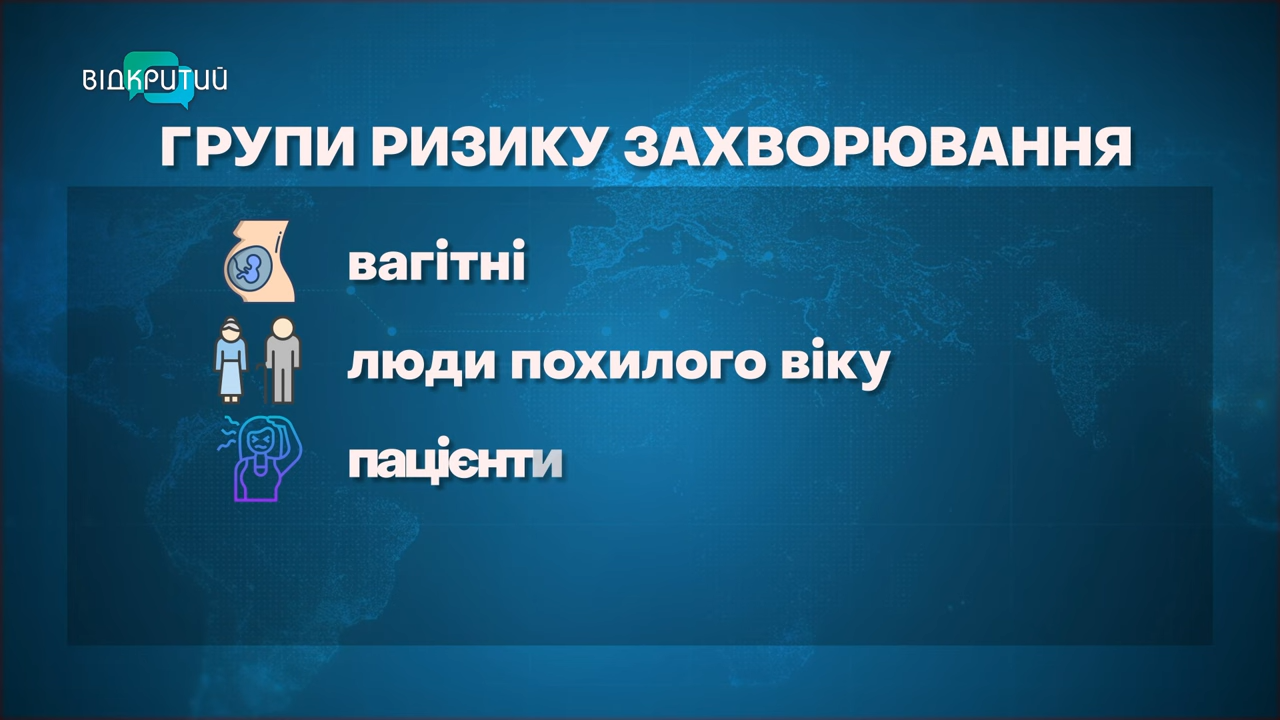 ВІДКРИТИЙ
ГРУПИ РИЗИКУ ЗАХВОРЮВАННЯ
вагітні
люди похилого віку
пацієнти